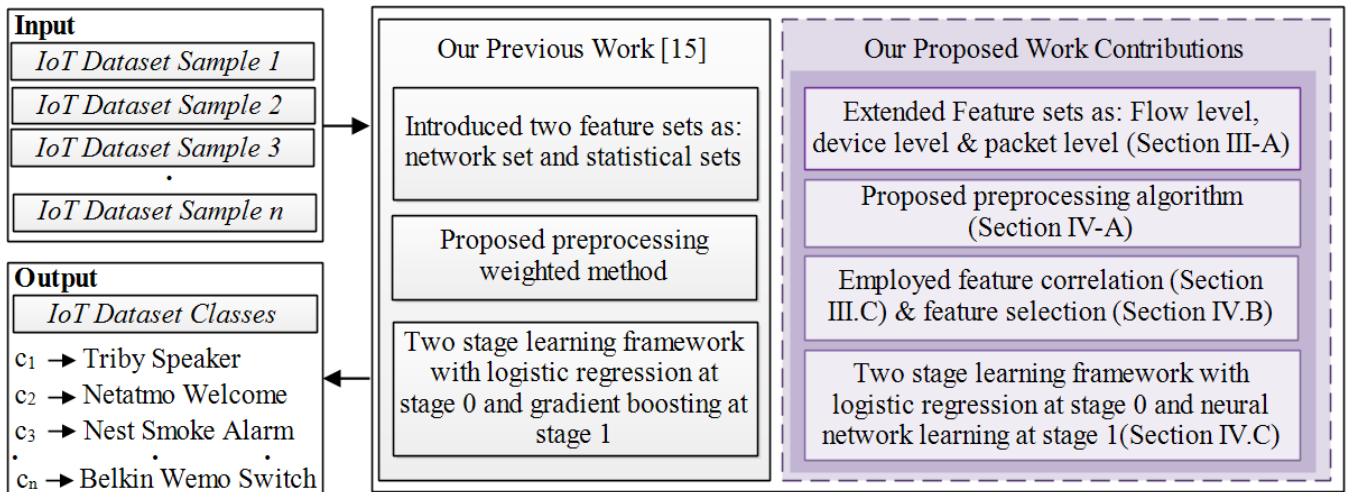 Input
IoT Dataset Sample 1
IoT Dataset Sample 2
IoT Dataset Sample 3
.
IoT Dataset Sample n
Output
IoT Dataset Classes
c1 → Triby Speaker
c2 → Netatmo Welcome
c3 → Nest Smoke Alarm
. . .
cn → Belkin Wemo Switch
Our Previous Work [15]
Introduced two feature sets as:
network set and statistical sets
Proposed preprocessing
weighted method
Two stage learning framework
with logistic regression at
stage 0 and gradient boosting at
stage 1
Our Proposed Work Contributions
Extended Feature sets as: Flow level,
device level & packet level (Section III-A)
Proposed preprocessing algorithm
(Section IV-A)
Employed feature correlation (Section
III.C) & feature selection (Section IV.B)
Two stage learning framework with
logistic regression at stage 0 and neural
network learning at stage 1(Section IV.C)